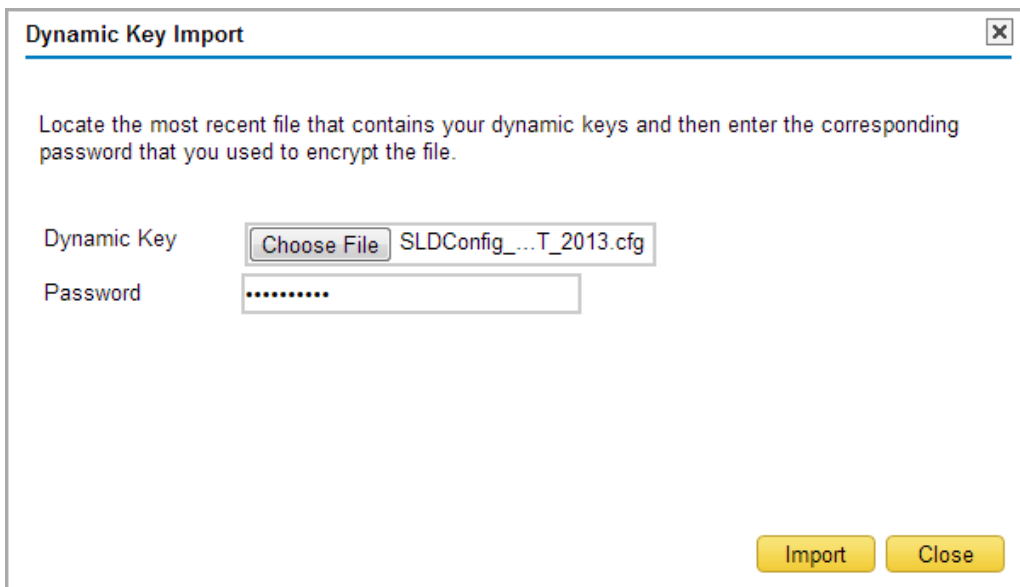 Dynamic Key Import
Locate the most recent file that contains your dynamic keys and then enter the corresponding
password that you used to encrypt the file.
Dynamic Key Choose File SLDConfig_...T_2013.cfg
Password ••••••••••
Import Close